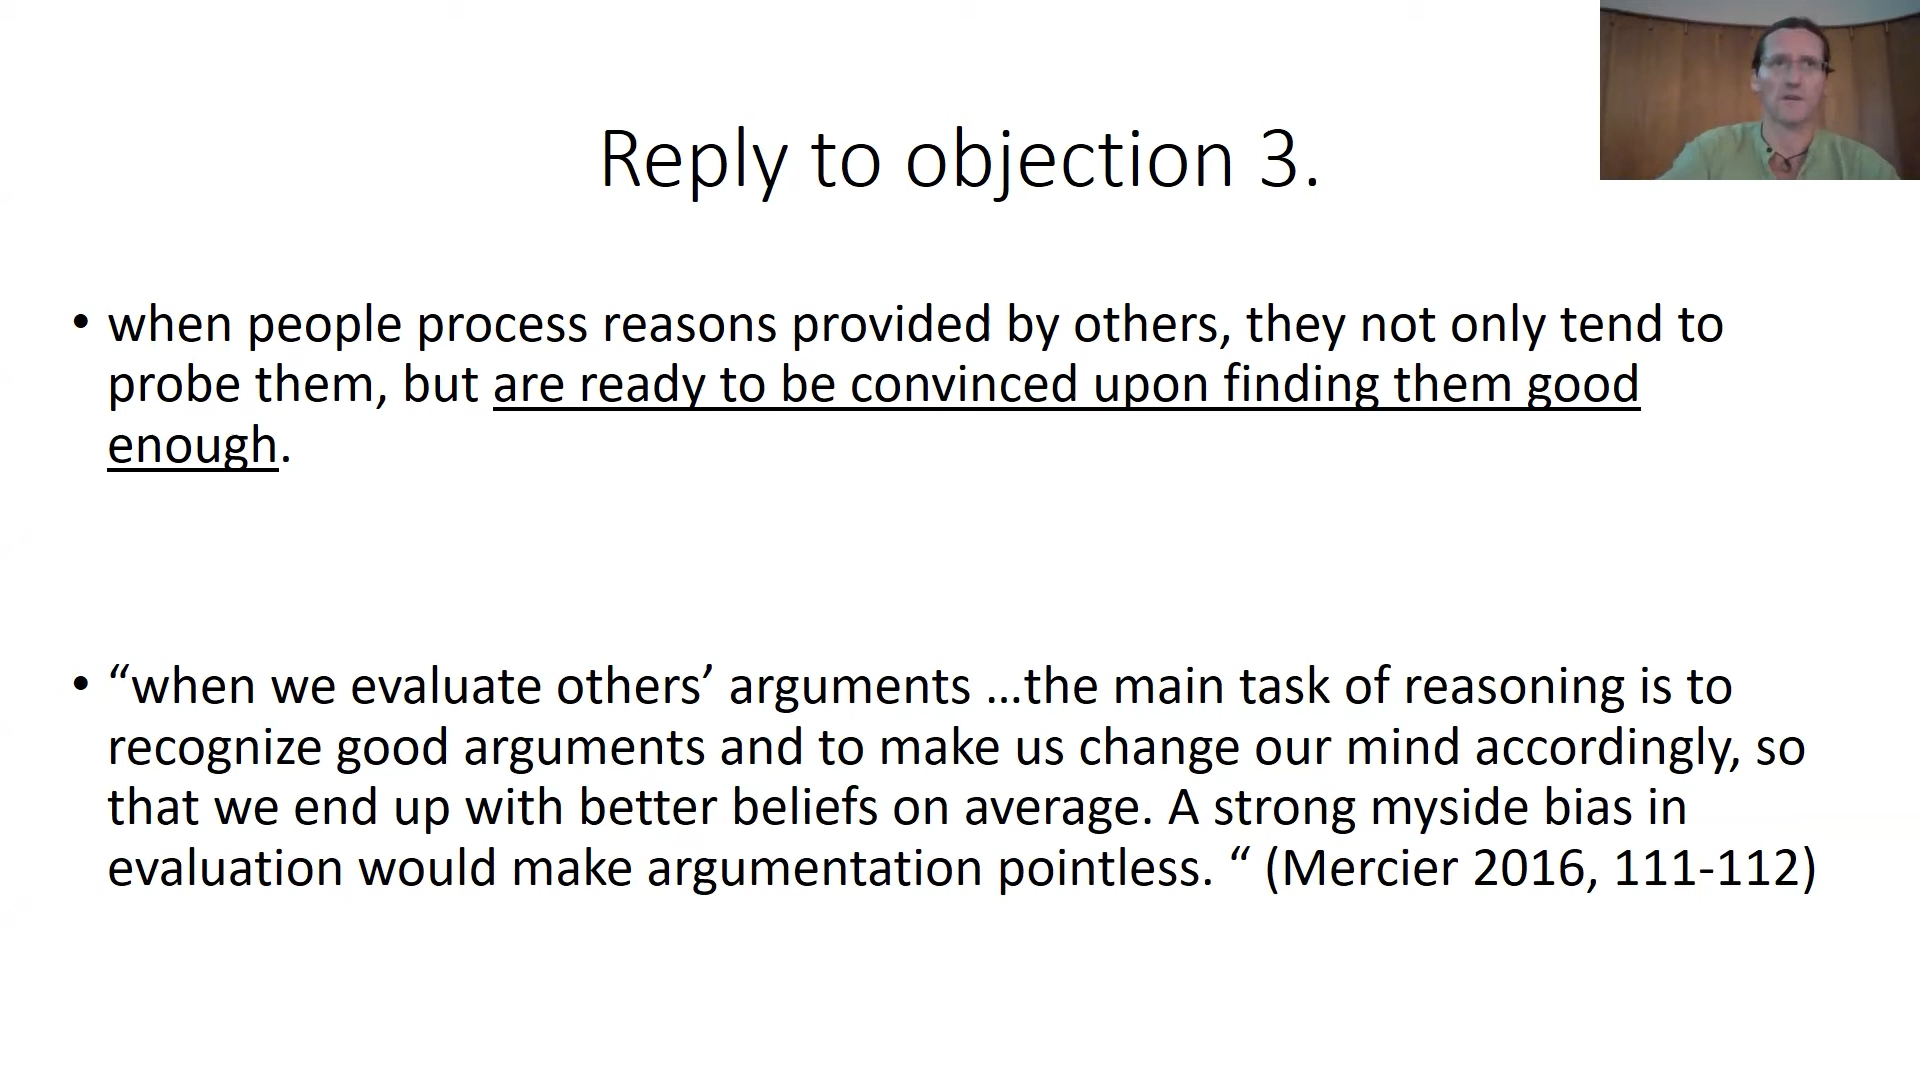 Reply to objection 3.
• when people process reasons provided by others, they not only tend to
probe them, but are ready to be convinced upon finding them good
enough.
• “when we evaluate others’ arguments …the main task of reasoning is to
recognize good arguments and to make us change our mind accordingly, so
that we end up with better beliefs on average. A strong myside bias in
evaluation would make argumentation pointless. “ (Mercier 2016, 111-112)